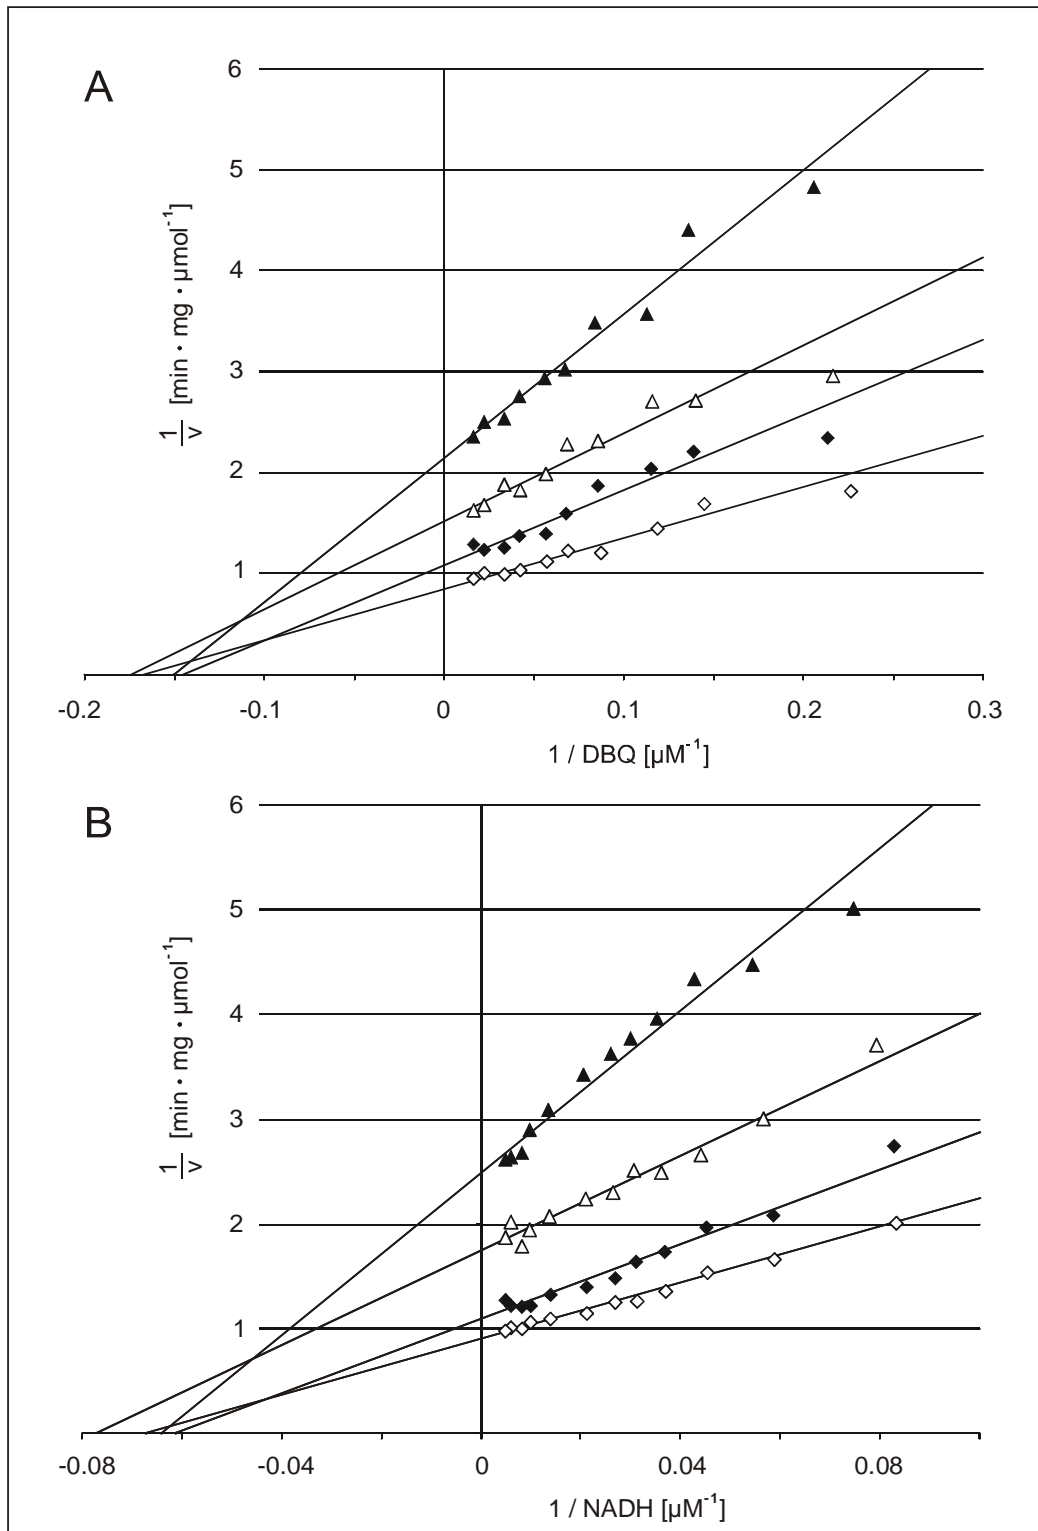 A
6
5
4
3
2
1
1/v [min · mg · µmol⁻¹]
-0.2 -0.1 0 0.1 0.2 0.3
1 / DBQ [µM⁻¹]
B
6
5
4
3
2
1
1/v [min · mg · µmol⁻¹]
-0.08 -0.04 0 0.04 0.08
1 / NADH [µM⁻¹]